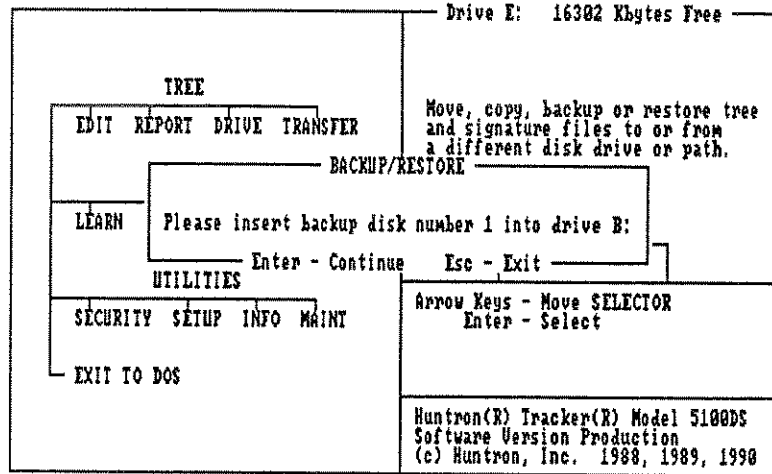 Drive E: 16302 Kbytes Free
TREE
EDIT REPORT DRIVE TRANSFER
Move, copy, backup or restore tree
and signature files to or from
a different disk drive or path.
BACKUP/RESTORE
LEARN
Please insert backup disk number 1 into drive B:
Enter - Continue Esc - Exit
UTILITIES
SECURITY SETUP INFO MAINT
Arrow Keys - Move SELECTOR
Enter - Select
EXIT TO DOS
Huntron(R) Tracker(R) Model 5100DS
Software Version Production
(c) Huntron, Inc. 1988, 1989, 1990